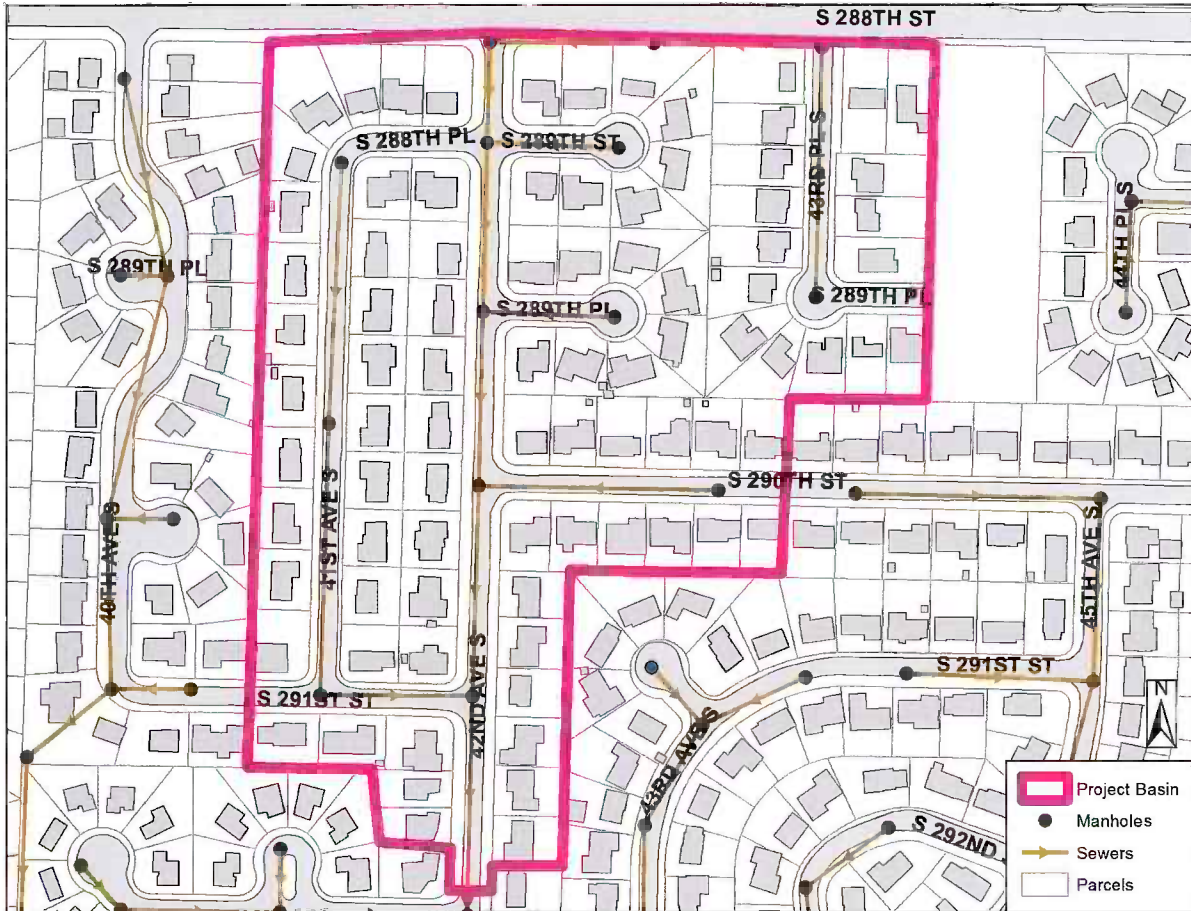 S 288TH ST
S 288TH PL
S 289TH ST
43RD PL S
44TH PL S
S 289TH PL
S 289TH PL
S 289TH PL
S 290TH ST
41ST AVE S
40TH AVE S
45TH AVE S
42ND AVE S
S 291ST ST
S 291ST ST
43RD AVE S
S 292ND
N
Project Basin
Manholes
Sewers
Parcels